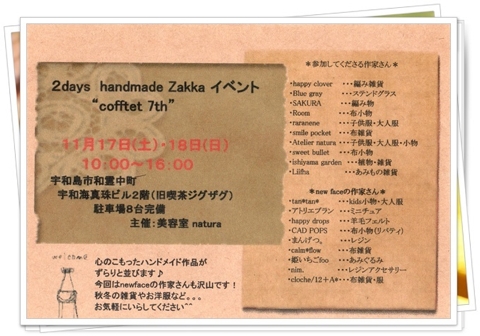 2days handmade Zakka イベント
"cofftet 7th"
11月17日(土)・18日(日)
10:00~16:00
宇和島市和霊中町
宇和海真珠ビル2階(旧喫茶ジグザグ)
駐車場8台完備
主催:美容室 natura
welcome
心のこもったハンドメイド作品が
ずらりと並びます♪
今回はnewfaceの作家さんも沢山です!
秋冬の雑貨やお洋服など。。。
お気軽にいらしてください^^
*参加してくださる作家さん*
・happy clover ・・・編み雑貨
・Blue gray ・・・ステンドグラス
・SAKURA ・・・編み物
・Room ・・・布小物
・raranene ・・・子供服・大人服
・smile pocket ・・・布雑貨
・Atelier natura ・・・子供服・大人服・小物
・sweet bullet ・・・布小物
・ishiyama garden ・・・植物・雑貨
・Lilha ・・・あみもの雑貨
*new faceの作家さん*
・tan*tan* ・・・kids小物・大人服
・アトリエプラン ・・・ミニチュア
・happy drops ・・・羊毛フェルト
・CAD POPS ・・・布小物(リバティ)
・まんげつ。 ・・・レジン
・calm*flow ・・・布雑貨
・姫いちごfoo ・・・あみぐるみ
・nim. ・・・レジンアクセサリー
・cloche/12+A* ・・・布雑貨・服